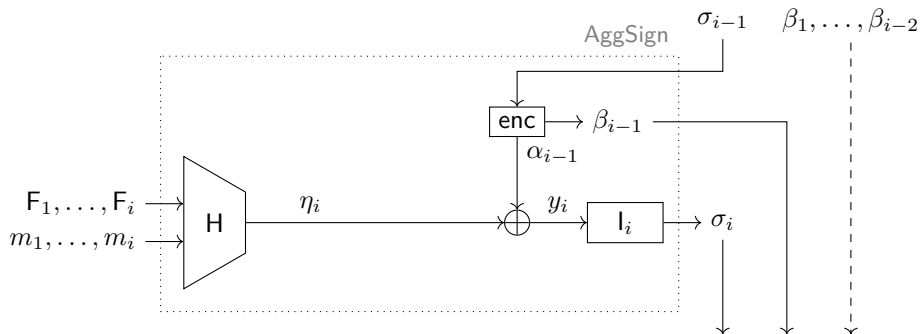 σ_{i−1} β_1, . . . , β_{i−2}
AggSign
enc β_{i−1}
α_{i−1}
F_1, . . . , F_i
H η_i y_i I_i σ_i
m_1, . . . , m_i